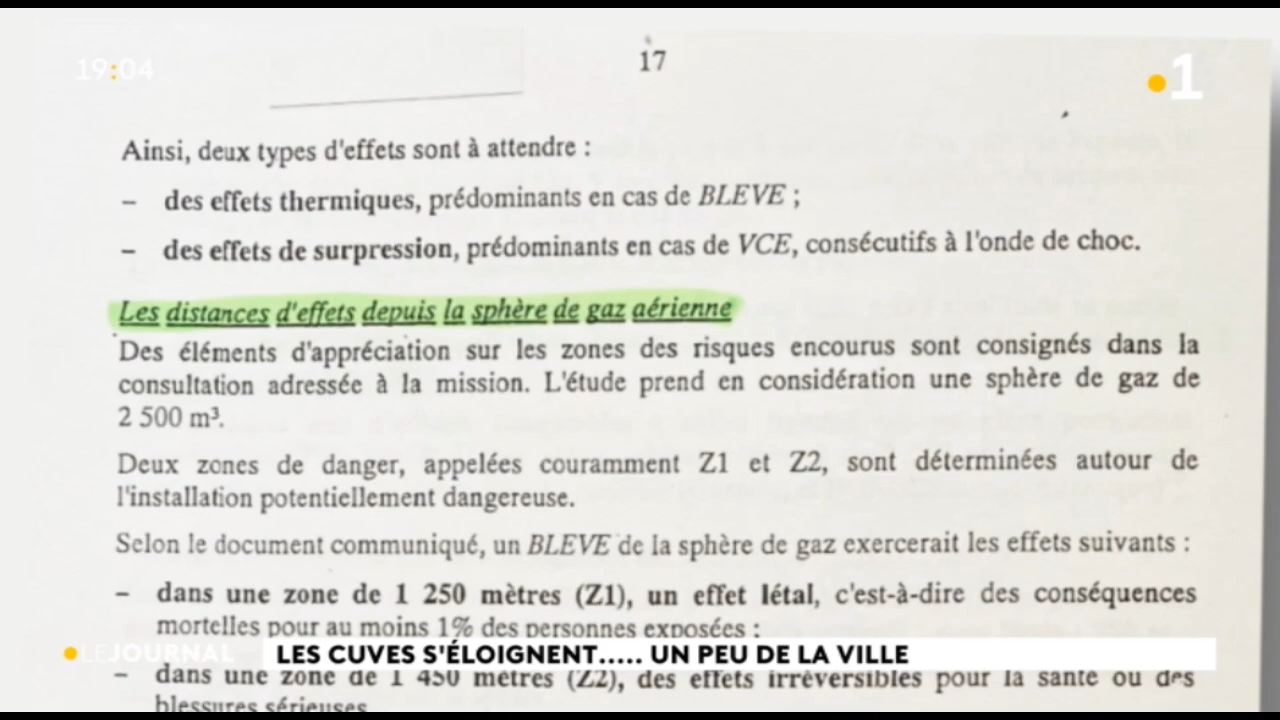 17
19:04
1
Ainsi, deux types d'effets sont à attendre :
– des effets thermiques, prédominants en cas de BLEVE ;
– des effets de surpression, prédominants en cas de VCE, consécutifs à l'onde de choc.
Les distances d'effets depuis la sphère de gaz aérienne
Des éléments d'appréciation sur les zones des risques encourus sont consignés dans la
consultation adressée à la mission. L'étude prend en considération une sphère de gaz de
2 500 m³.
Deux zones de danger, appelées couramment Z1 et Z2, sont déterminées autour de
l'installation potentiellement dangereuse.
Selon le document communiqué, un BLEVE de la sphère de gaz exercerait les effets suivants :
– dans une zone de 1 250 mètres (Z1), un effet létal, c'est-à-dire des conséquences
mortelles pour au moins 1% des personnes exposées ;
LE JOURNAL LES CUVES S'ÉLOIGNENT..... UN PEU DE LA VILLE
– dans une zone de 1 450 mètres (Z2), des effets irréversibles pour la santé ou des
blessures sérieuses